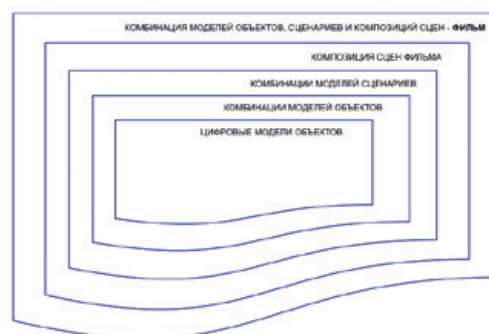 КОМБИНАЦИЯ МОДЕЛЕЙ ОБЪЕКТОВ, СЦЕНАРИЕВ И КОМПОЗИЦИЙ СЦЕН - ФИЛЬМ
КОМПОЗИЦИЯ СЦЕН ФИЛЬМА
КОМБИНАЦИИ МОДЕЛЕЙ СЦЕНАРИЕВ
КОМБИНАЦИИ МОДЕЛЕЙ ОБЪЕКТОВ
ЦИФРОВЫЕ МОДЕЛИ ОБЪЕКТОВ